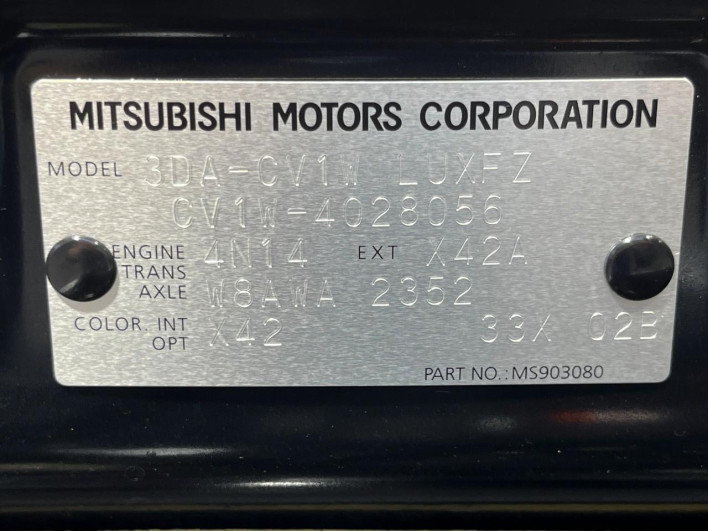 MITSUBISHI MOTORS CORPORATION
MODEL 3DA-CV1W LUXFZ
CV1W-4028056
ENGINE 4N14 EXT X42A
TRANS
AXLE W8AWA 2352
COLOR. INT X42 33X 02B
OPT
PART NO.: MS903080